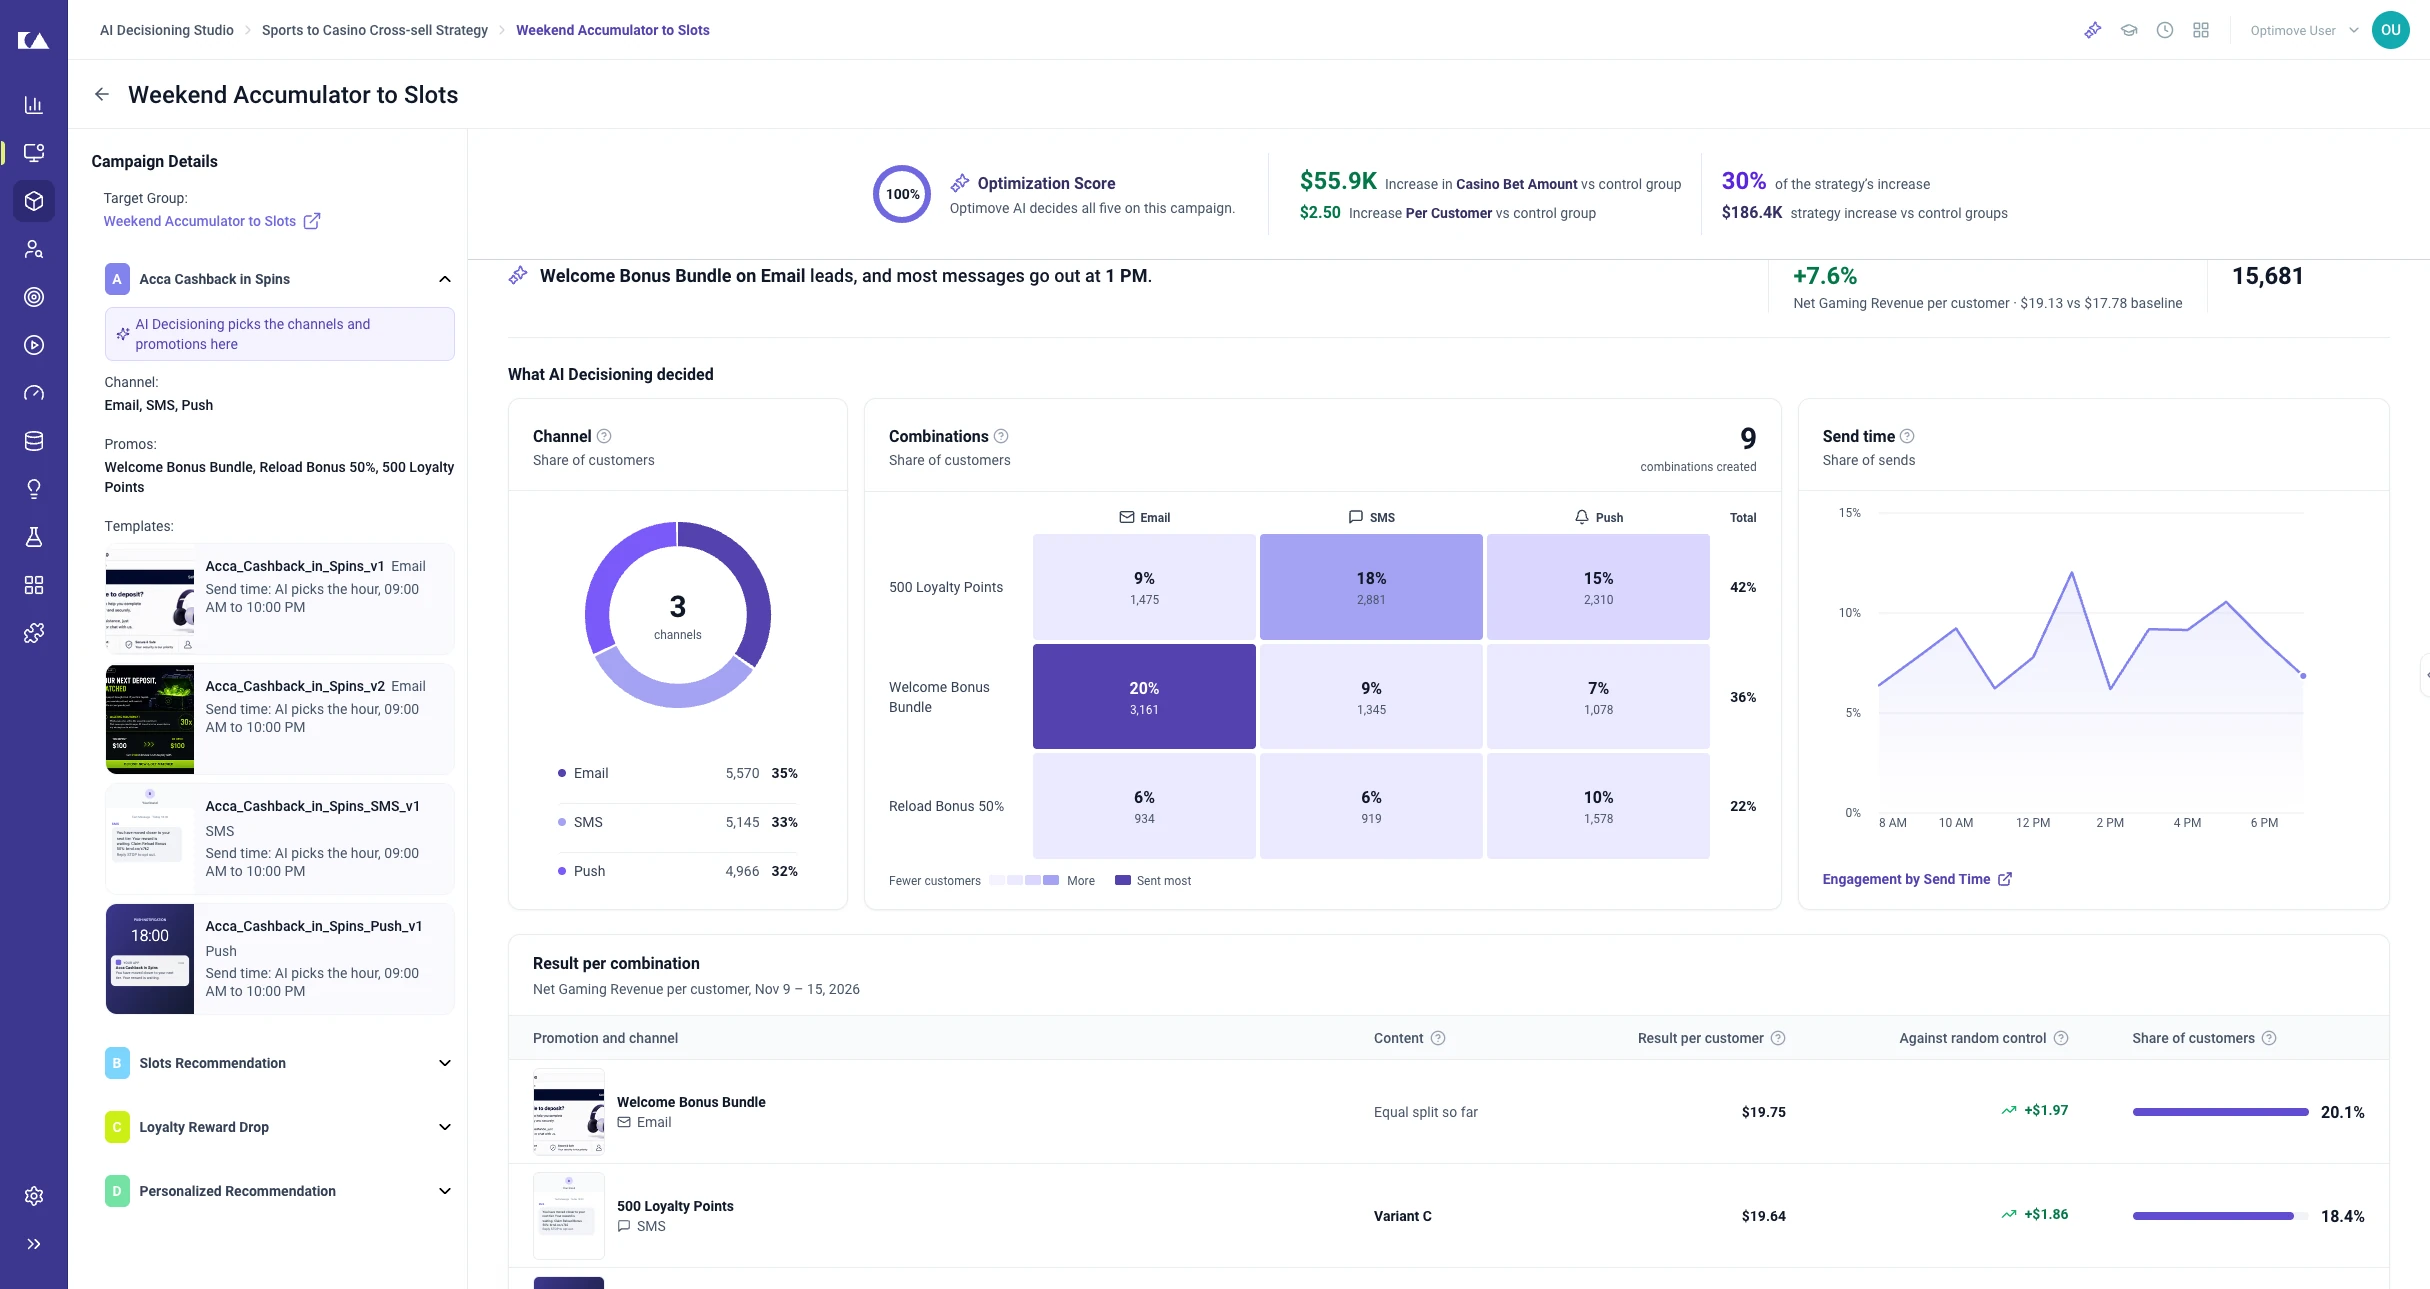 AI Decisioning Studio
Sports to Casino Cross-sell Strategy
Weekend Accumulator to Slots
Optimove User
OU
Weekend Accumulator to Slots
Campaign Details
Target Group:
Weekend Accumulator to Slots
A Acca Cashback in Spins
AI Decisioning picks the channels and
promotions here
Channel:
Email, SMS, Push
Promos:
Welcome Bonus Bundle, Reload Bonus 50%, 500 Loyalty
Points
Templates:
Acca_Cashback_in_Spins_v1 Email
Send time: AI picks the hour, 09:00
AM to 10:00 PM
Acca_Cashback_in_Spins_v2 Email
Send time: AI picks the hour, 09:00
AM to 10:00 PM
Acca_Cashback_in_Spins_SMS_v1
SMS
Send time: AI picks the hour, 09:00
AM to 10:00 PM
18:00
Acca_Cashback_in_Spins_Push_v1
Push
Send time: AI picks the hour, 09:00
AM to 10:00 PM
B Slots Recommendation
C Loyalty Reward Drop
D Personalized Recommendation
100%
Optimization Score
Optimove AI decides all five on this campaign.
$55.9K Increase in Casino Bet Amount vs control group
$2.50 Increase Per Customer vs control group
30% of the strategy's increase
$186.4K strategy increase vs control groups
Welcome Bonus Bundle on Email leads, and most messages go out at 1 PM.
+7.6%
Net Gaming Revenue per customer · $19.13 vs $17.78 baseline
15,681
What AI Decisioning decided
Channel
Share of customers
3
channels
Email 5,570 35%
SMS 5,145 33%
Push 4,966 32%
Combinations
Share of customers
9
combinations created
Email SMS Push Total
500 Loyalty Points 9% 1,475 18% 2,881 15% 2,310 42%
Welcome Bonus
Bundle 20% 3,161 9% 1,345 7% 1,078 36%
Reload Bonus 50% 6% 934 6% 919 10% 1,578 22%
Fewer customers More Sent most
Send time
Share of sends
15%
10%
5%
0%
8 AM 10 AM 12 PM 2 PM 4 PM 6 PM
Engagement by Send Time
Result per combination
Net Gaming Revenue per customer, Nov 9 – 15, 2026
Promotion and channel Content Result per customer Against random control Share of customers
Welcome Bonus Bundle
Email
Equal split so far $19.75 +$1.97 20.1%
500 Loyalty Points
SMS
Variant C $19.64 +$1.86 18.4%